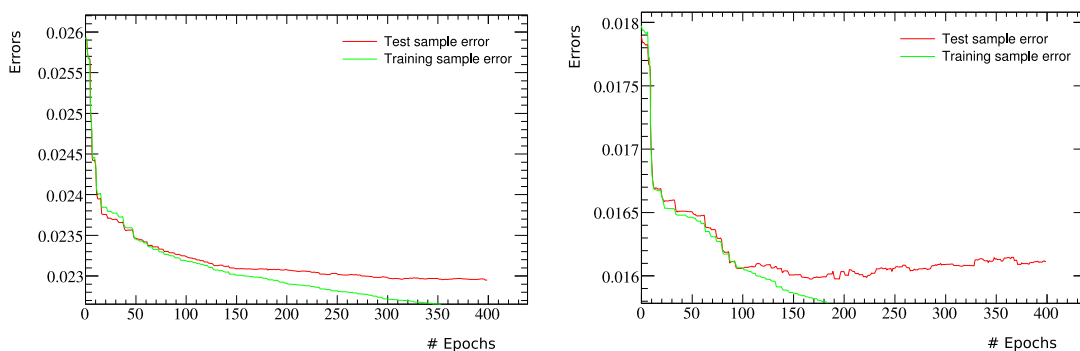 Errors
0.026
0.0255
0.025
0.0245
0.024
0.0235
0.023
Test sample error
Training sample error
0 50 100 150 200 250 300 350 400
# Epochs
Errors
0.018
0.0175
0.017
0.0165
0.016
Test sample error
Training sample error
0 50 100 150 200 250 300 350 400
# Epochs